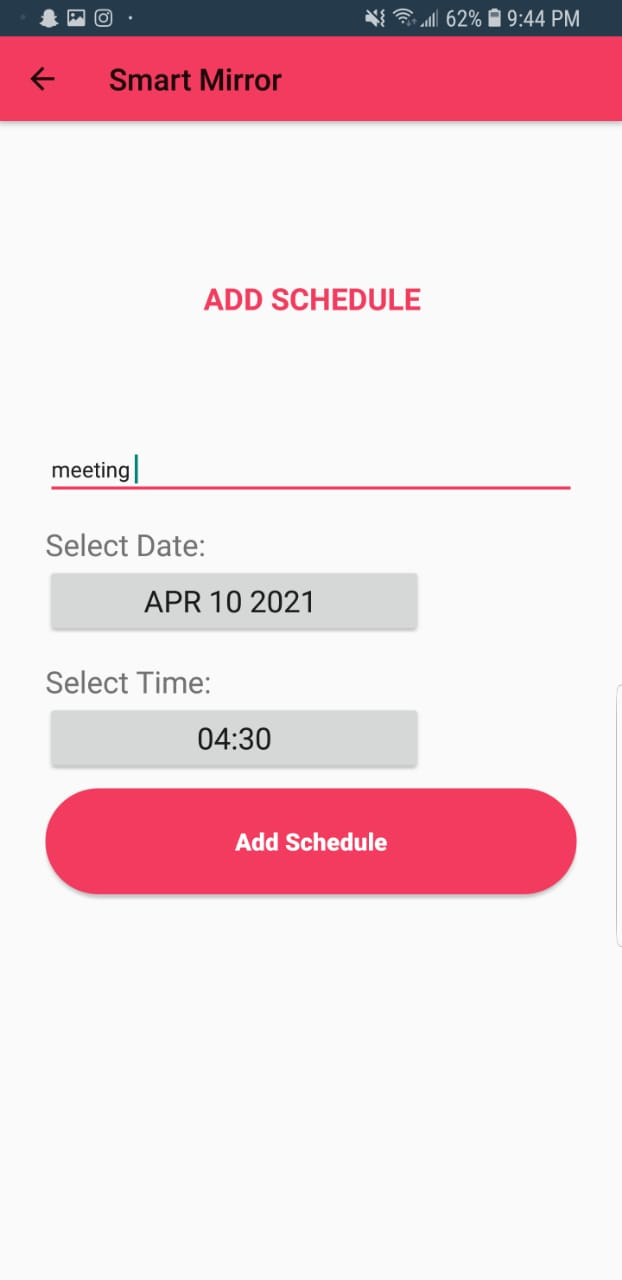 62% 9:44 PM
Smart Mirror
ADD SCHEDULE
meeting
Select Date:
APR 10 2021
Select Time:
04:30
Add Schedule